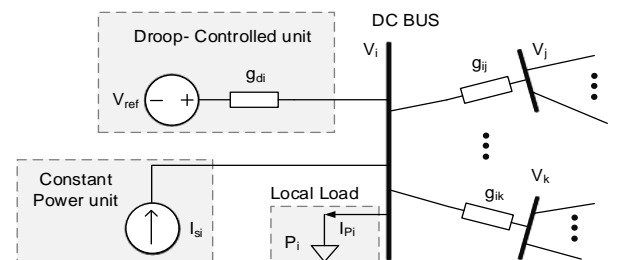 DC BUS
Droop- Controlled unit
Vref
gdi
Vi
gij
Vj
Constant
Power unit
Isi
Local Load
Pi
IPi
gik
Vk